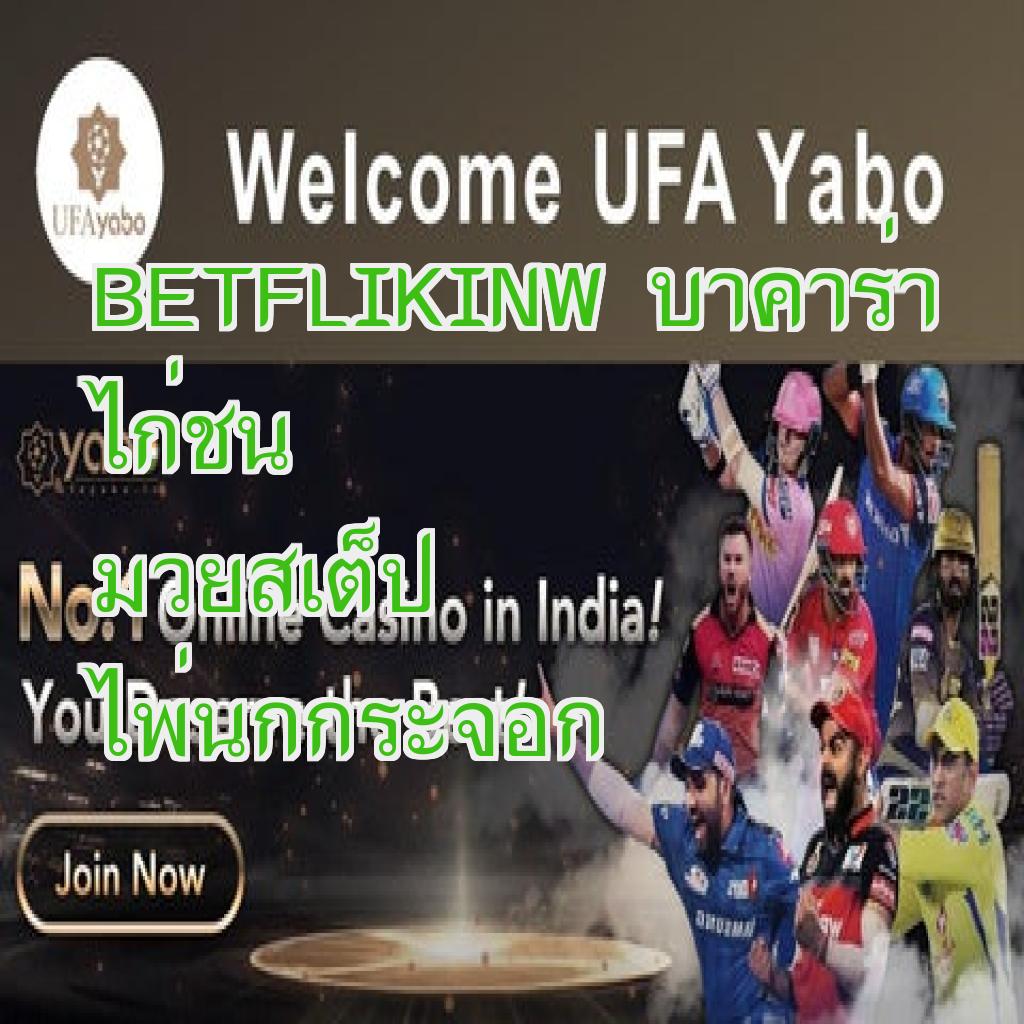 UFAyabo
Welcome UFA Yabo
BETFLIKINW บาคาร่า
ไก่ชน
มวยสเต็ป
ไพ่นกกระจอก
No.1 Online Casino in India!
You
Join Now
22